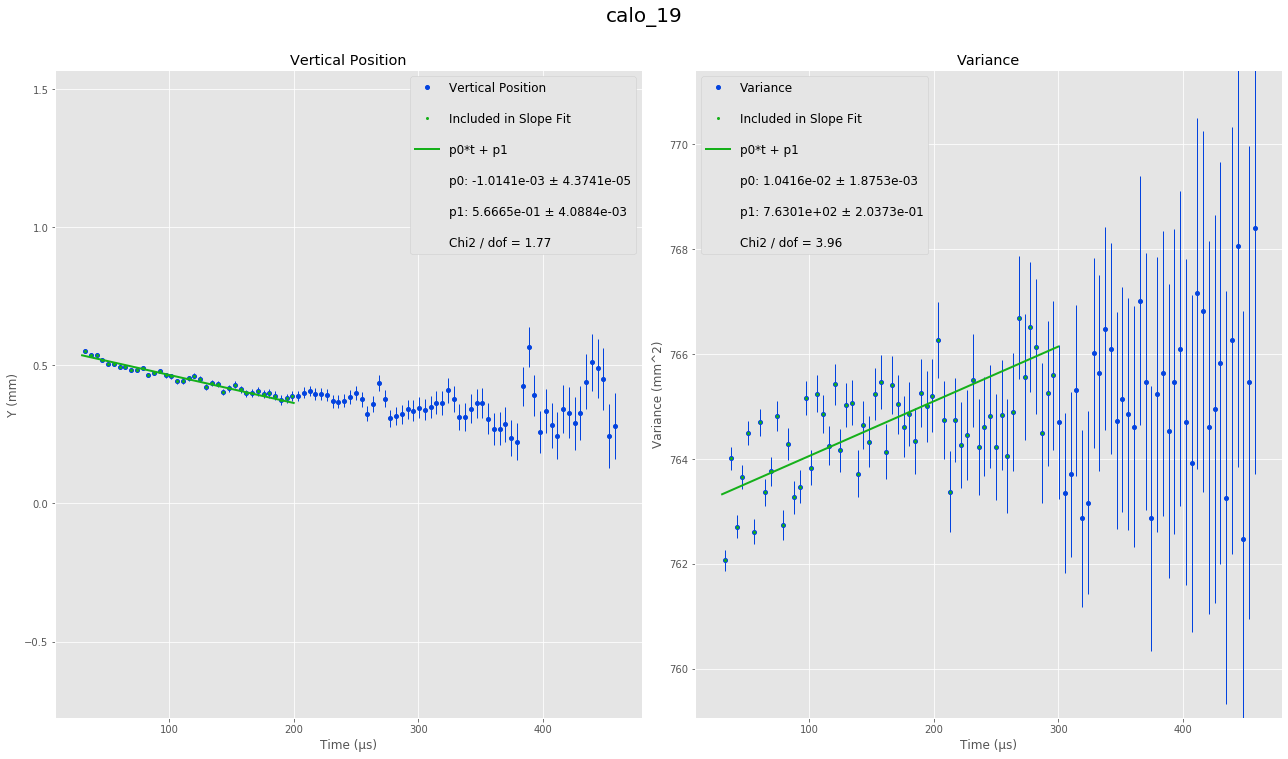 calo_19
Vertical Position
Vertical Position
Included in Slope Fit
p0*t + p1
p0: -1.0141e-03 ± 4.3741e-05
p1: 5.6665e-01 ± 4.0884e-03
Chi2 / dof = 1.77
1.5
1.0
0.5
0.0
−0.5
Y (mm)
100
200
300
400
Time (μs)
Variance
Variance
Included in Slope Fit
p0*t + p1
p0: 1.0416e-02 ± 1.8753e-03
p1: 7.6301e+02 ± 2.0373e-01
Chi2 / dof = 3.96
770
768
766
764
762
760
Variance (mm^2)
100
200
300
400
Time (μs)